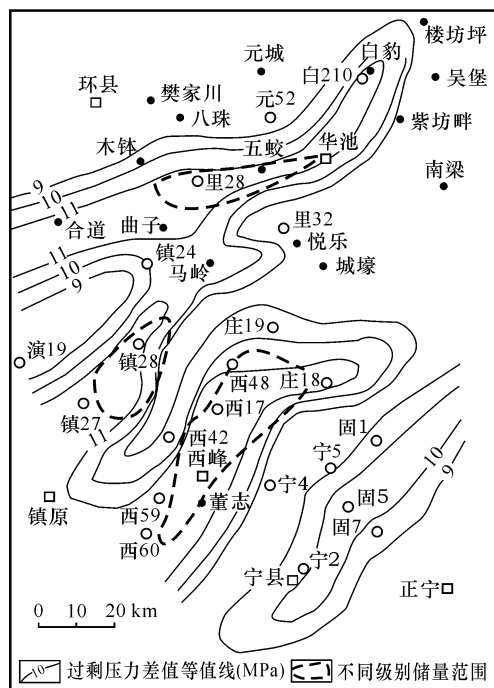 楼坊坪
元城
白豹
白210
吴堡
环县
樊家川
元52
八珠
紫坊畔
华池
木钵
五蛟
南梁
里28
9
10
11
合道
曲子
里32
11
镇24
悦乐
10
马岭
城壕
9
庄19
演19
镇28
西48
庄18
镇27
西17
11
西42
固1
10
西峰
宁5
9
镇原
西59
董志
宁4
固5
西60
固7
宁2
宁县
正宁
0 10 20 km
10 过剩压力差值等值线(MPa) 不同级别储量范围